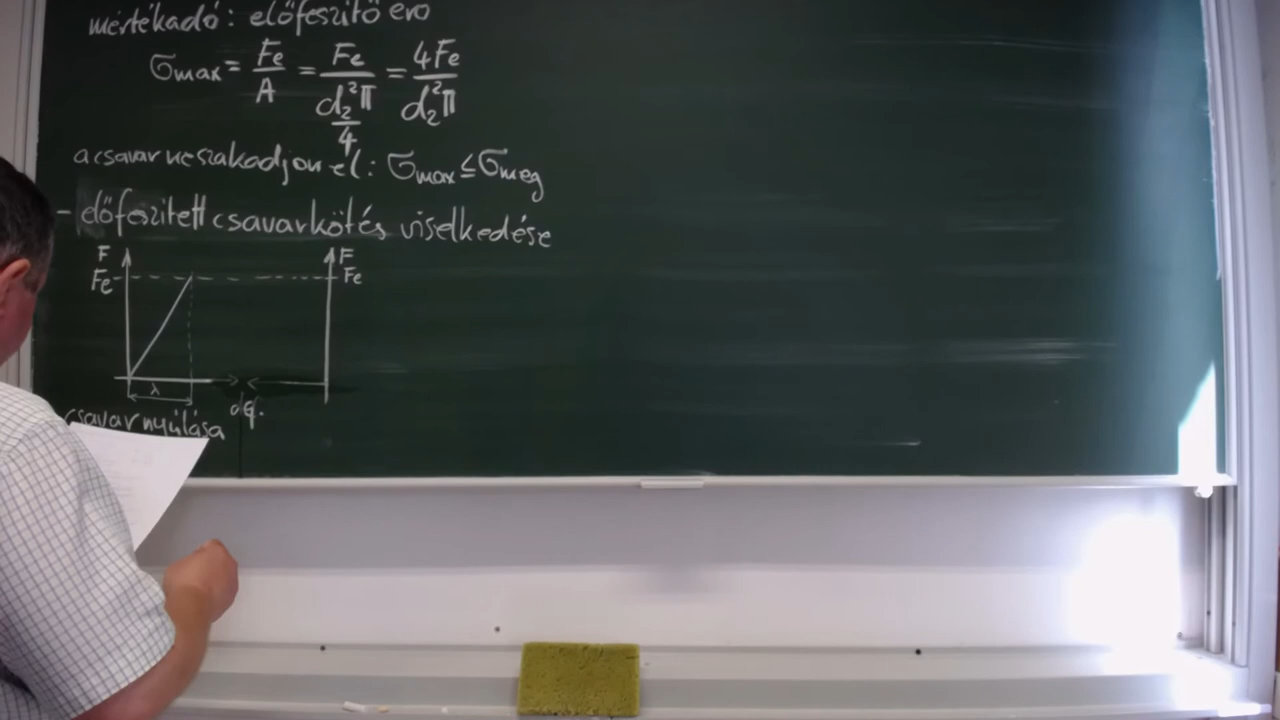 mértékadó: előfeszítő erő
σmax = Fe/A = Fe/(d₂²π/4) = 4Fe/d₂²π
a csavar ne szakadjon el: σmax ≤ σmeg
- előfeszített csavarkötés viselkedése
F F
Fe Fe
λ
csavar nyúlása